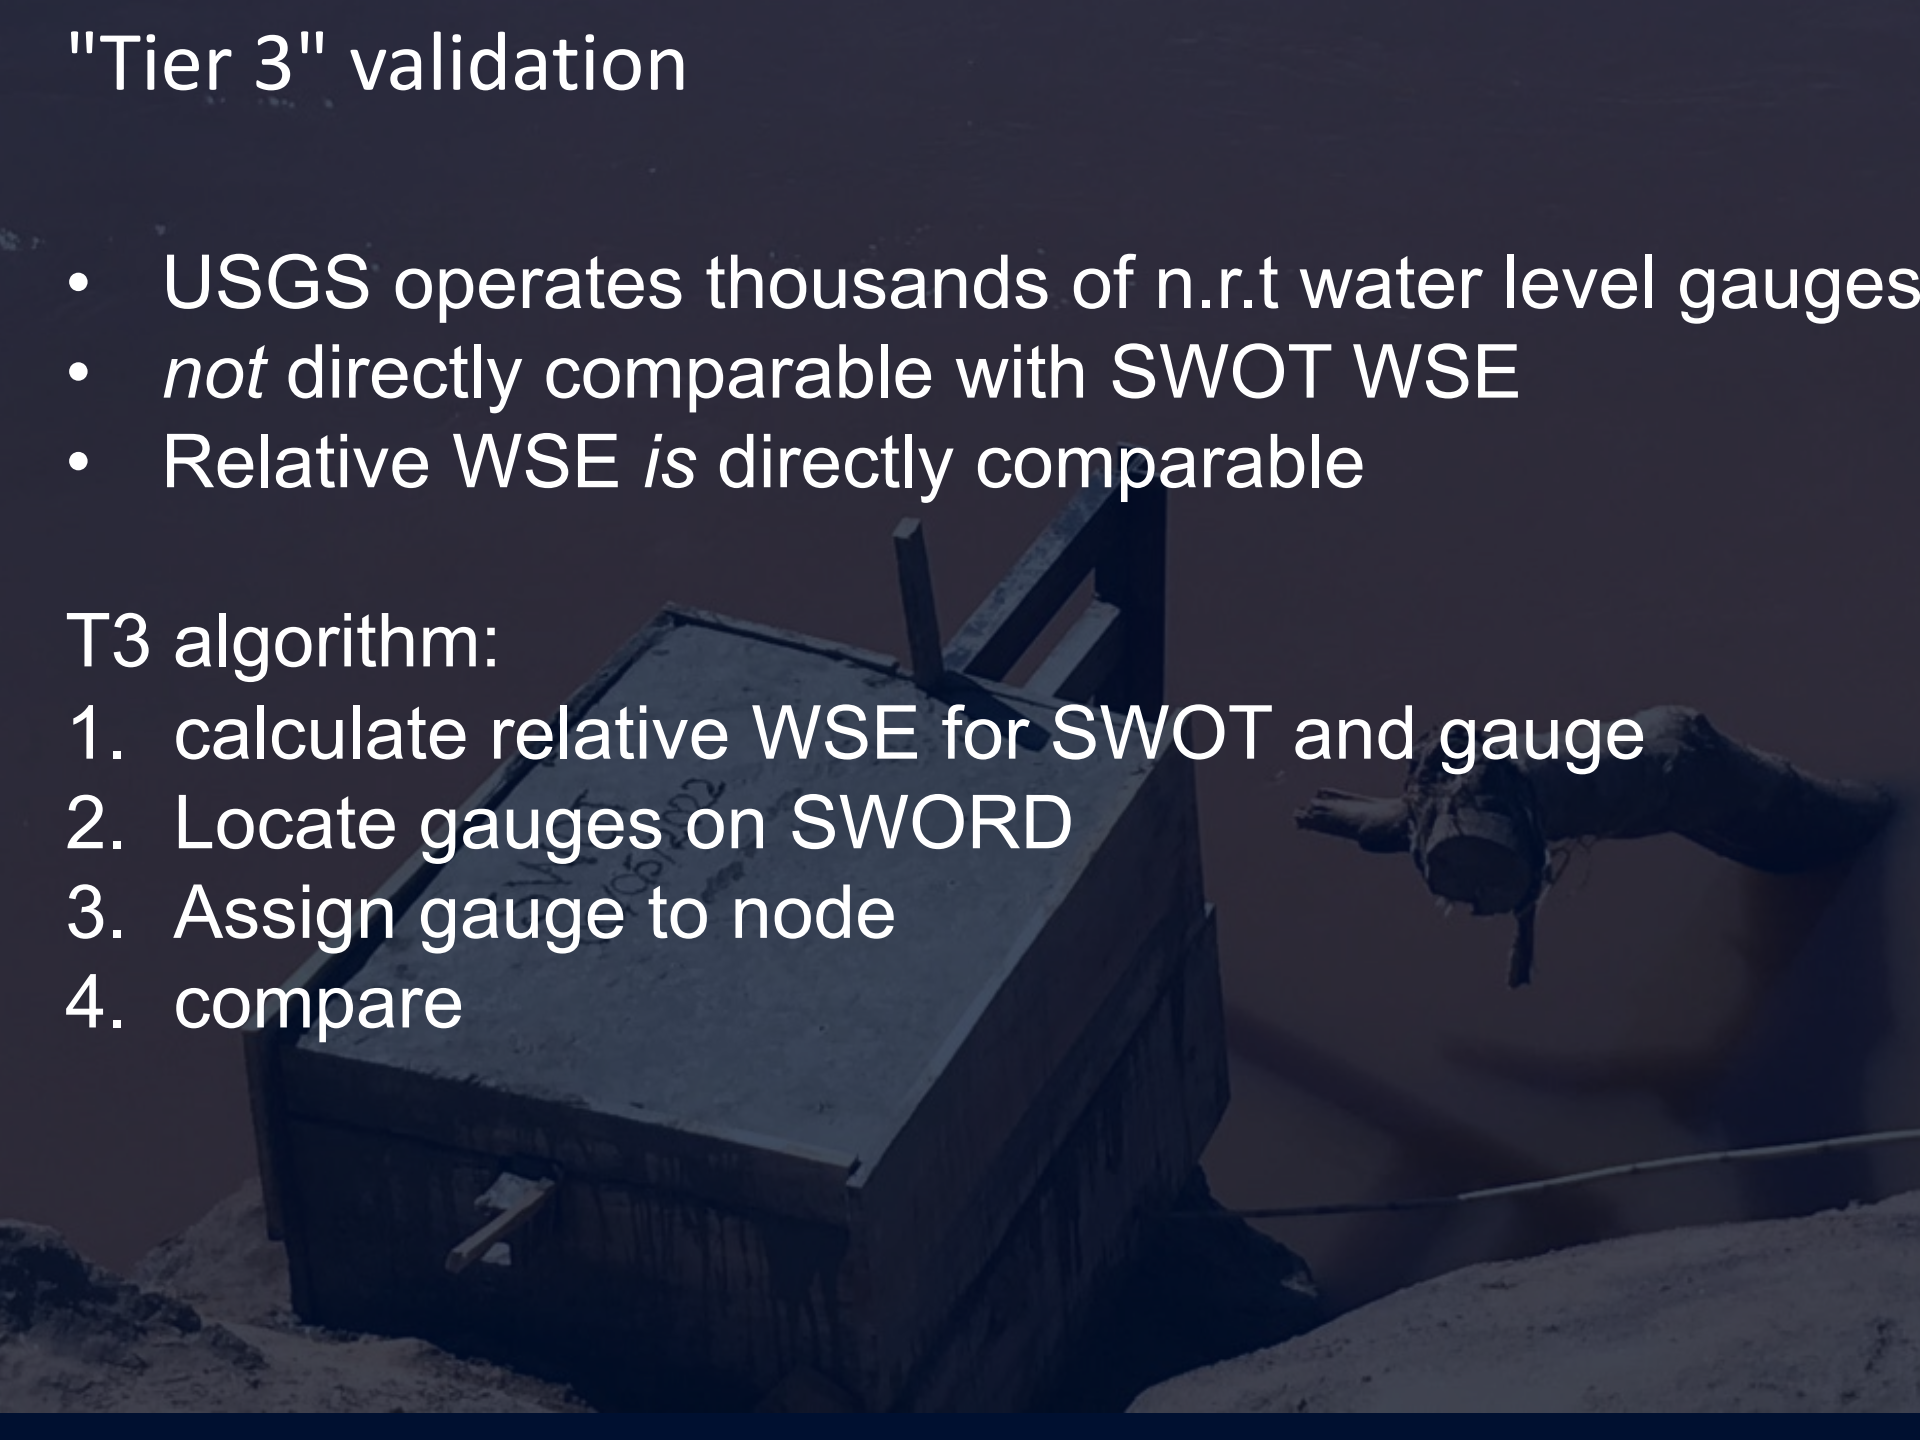 "Tier 3" validation
• USGS operates thousands of n.r.t water level gauges
• not directly comparable with SWOT WSE
• Relative WSE is directly comparable
T3 algorithm:
1. calculate relative WSE for SWOT and gauge
2. Locate gauges on SWORD
3. Assign gauge to node
4. compare
SWOT